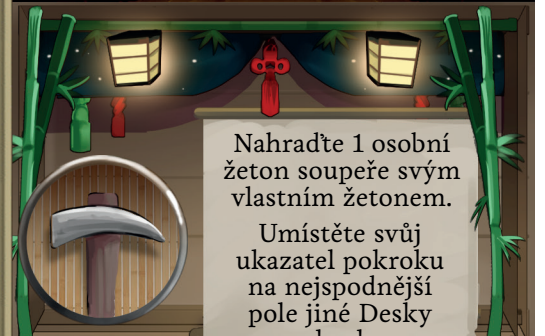 Nahraďte 1 osobní
žeton soupeře svým
vlastním žetonem.
Umístěte svůj
ukazatel pokroku
na nejspodnější
pole jiné Desky